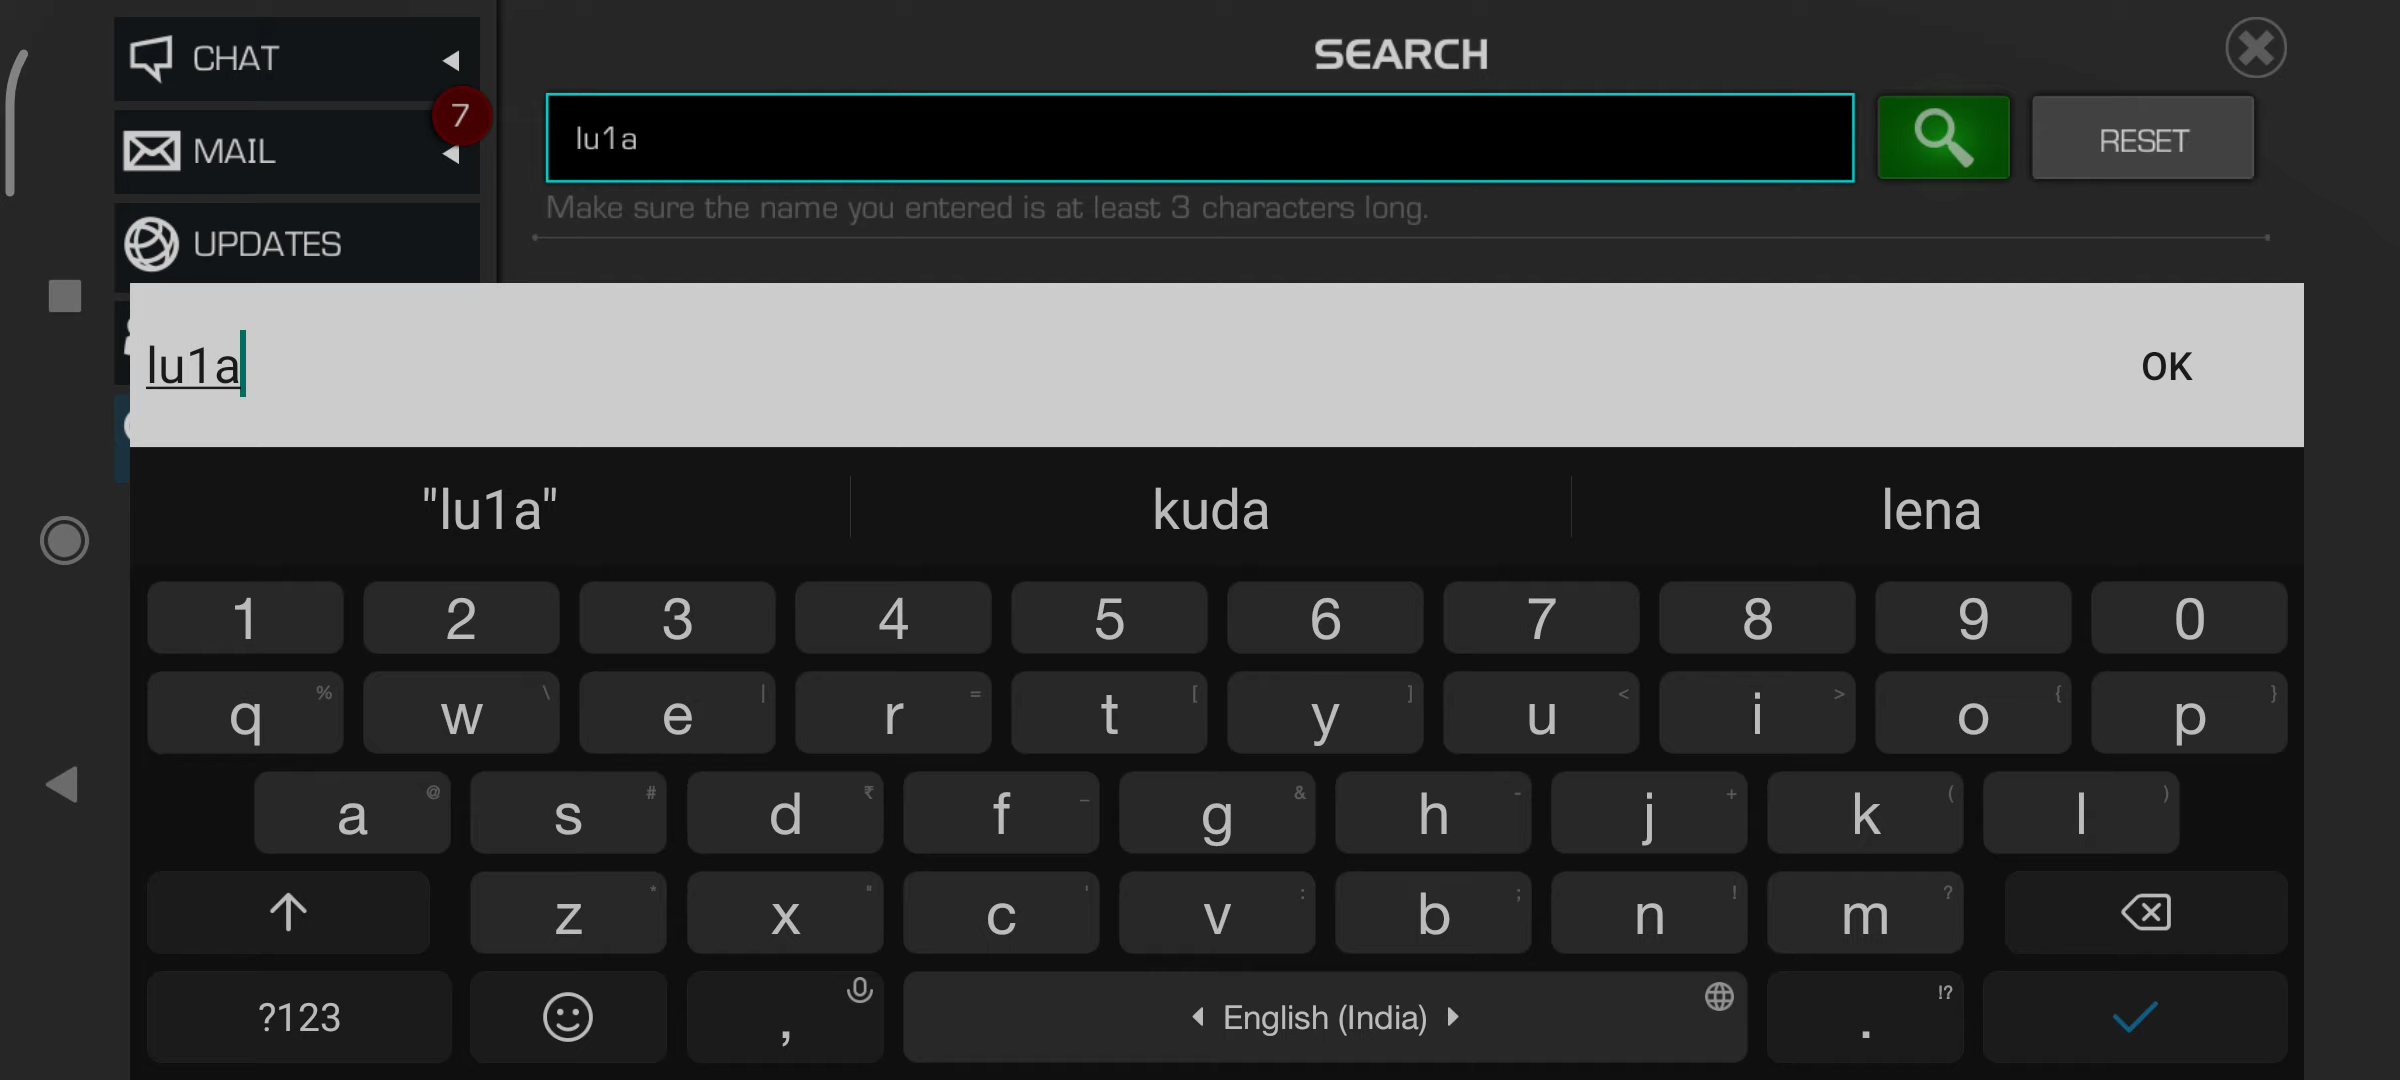 CHAT
7
MAIL
UPDATES
SEARCH
lu1a
RESET
Make sure the name you entered is at least 3 characters long.
lu1a
OK
"lu1a" kuda lena
1 2 3 4 5 6 7 8 9 0
q % w \ e | r = t [ y ] u < i > o { p }
a @ s # d ₹ f _ g & h - j + k ( l )
z * x " c ' v : b ; n ! m ?
?123 , English (India) . !?